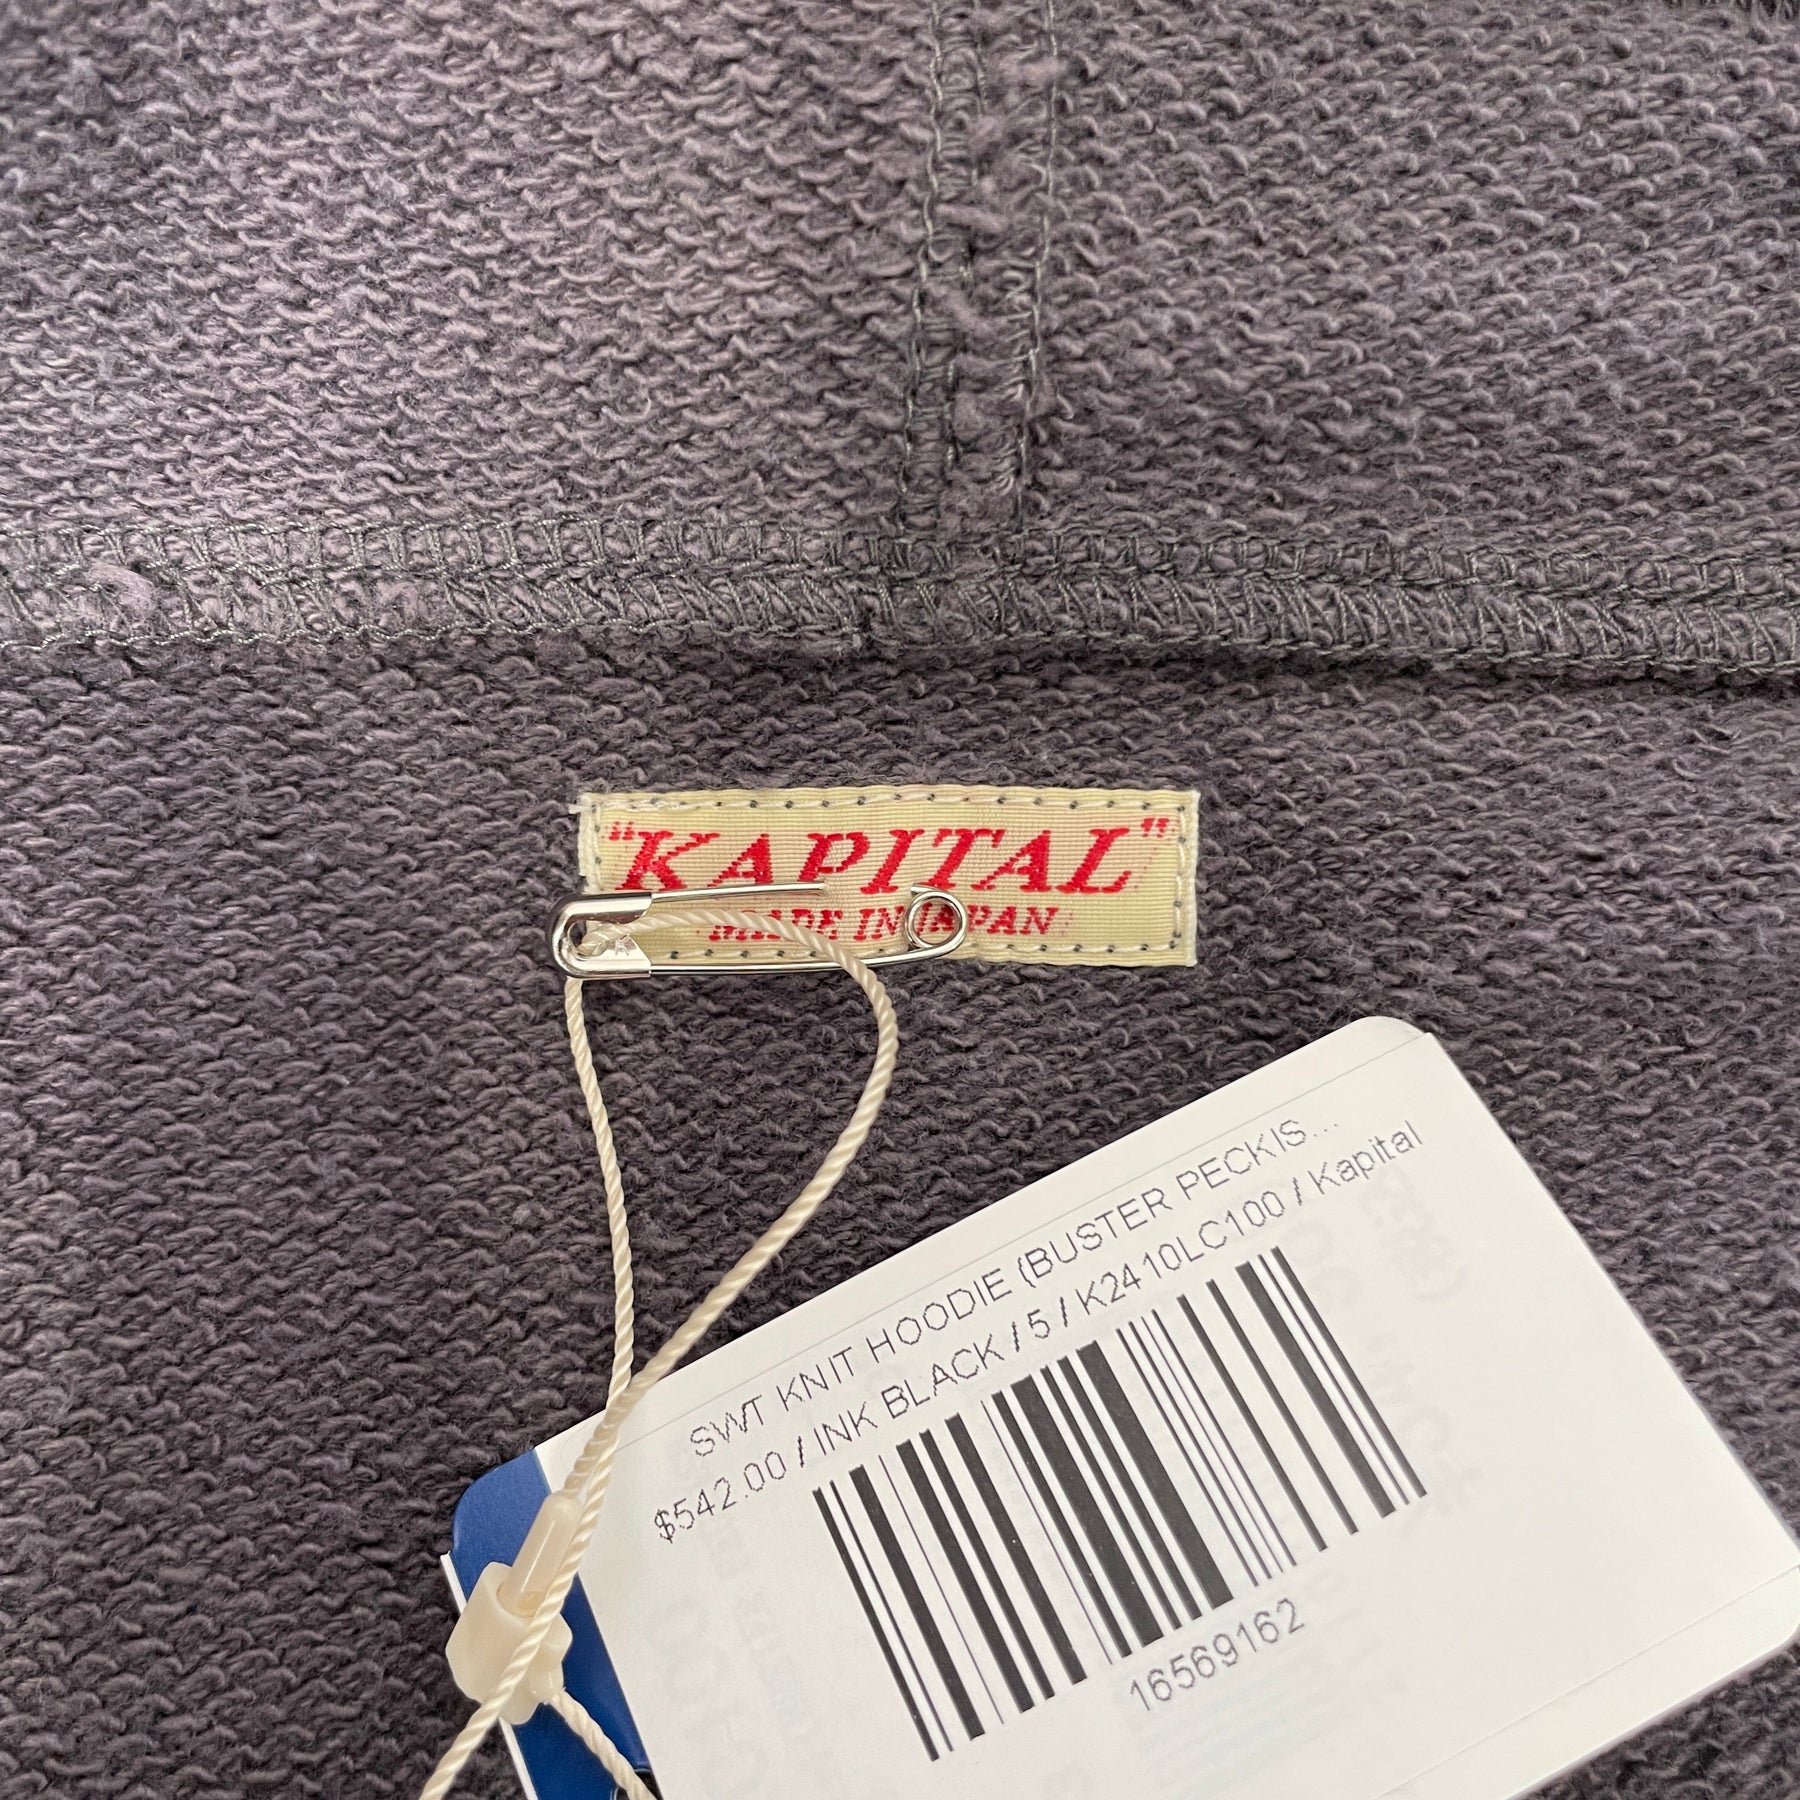 "KAPITAL"
MADE IN JAPAN
SWT KNIT HOODIE (BUSTER PECKIS...
$542.00 / INK BLACK / 5 / K2410LC100 / Kapital
16569162